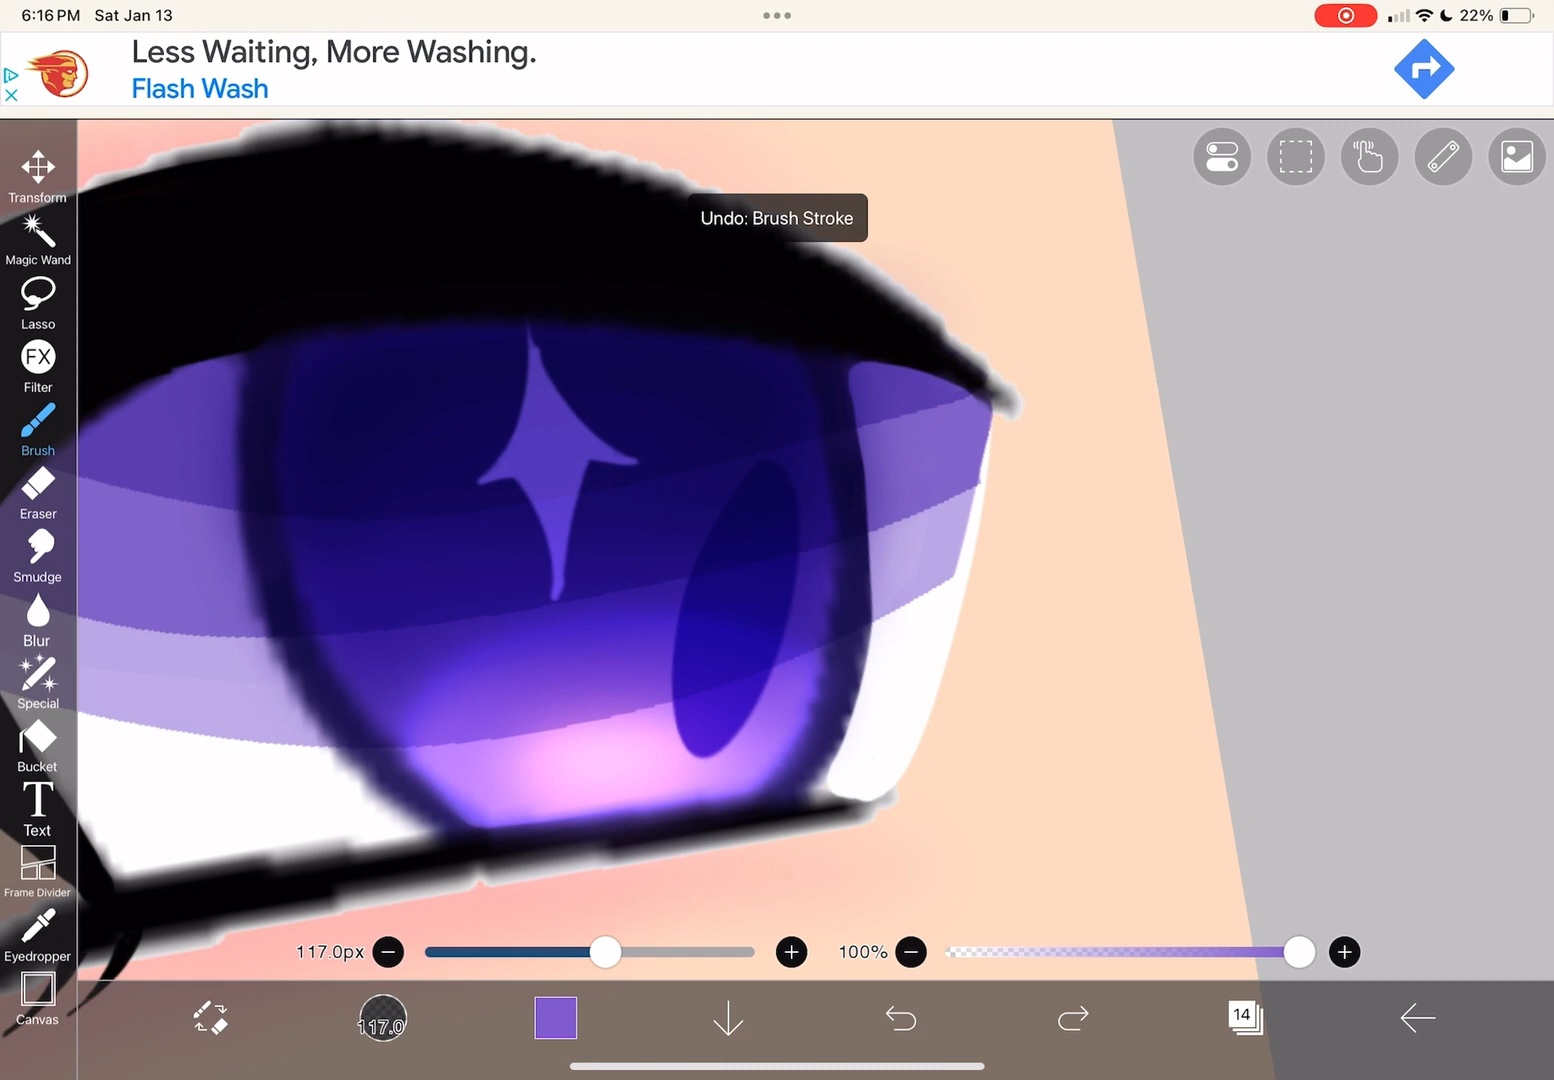 6:16 PM Sat Jan 13
22%
Less Waiting, More Washing.
Flash Wash
Undo: Brush Stroke
Transform
Magic Wand
Lasso
FX
Filter
Brush
Eraser
Smudge
Blur
Special
Bucket
T
Text
Frame Divider
Eyedropper
Canvas
117.0px
100%
117.0
14